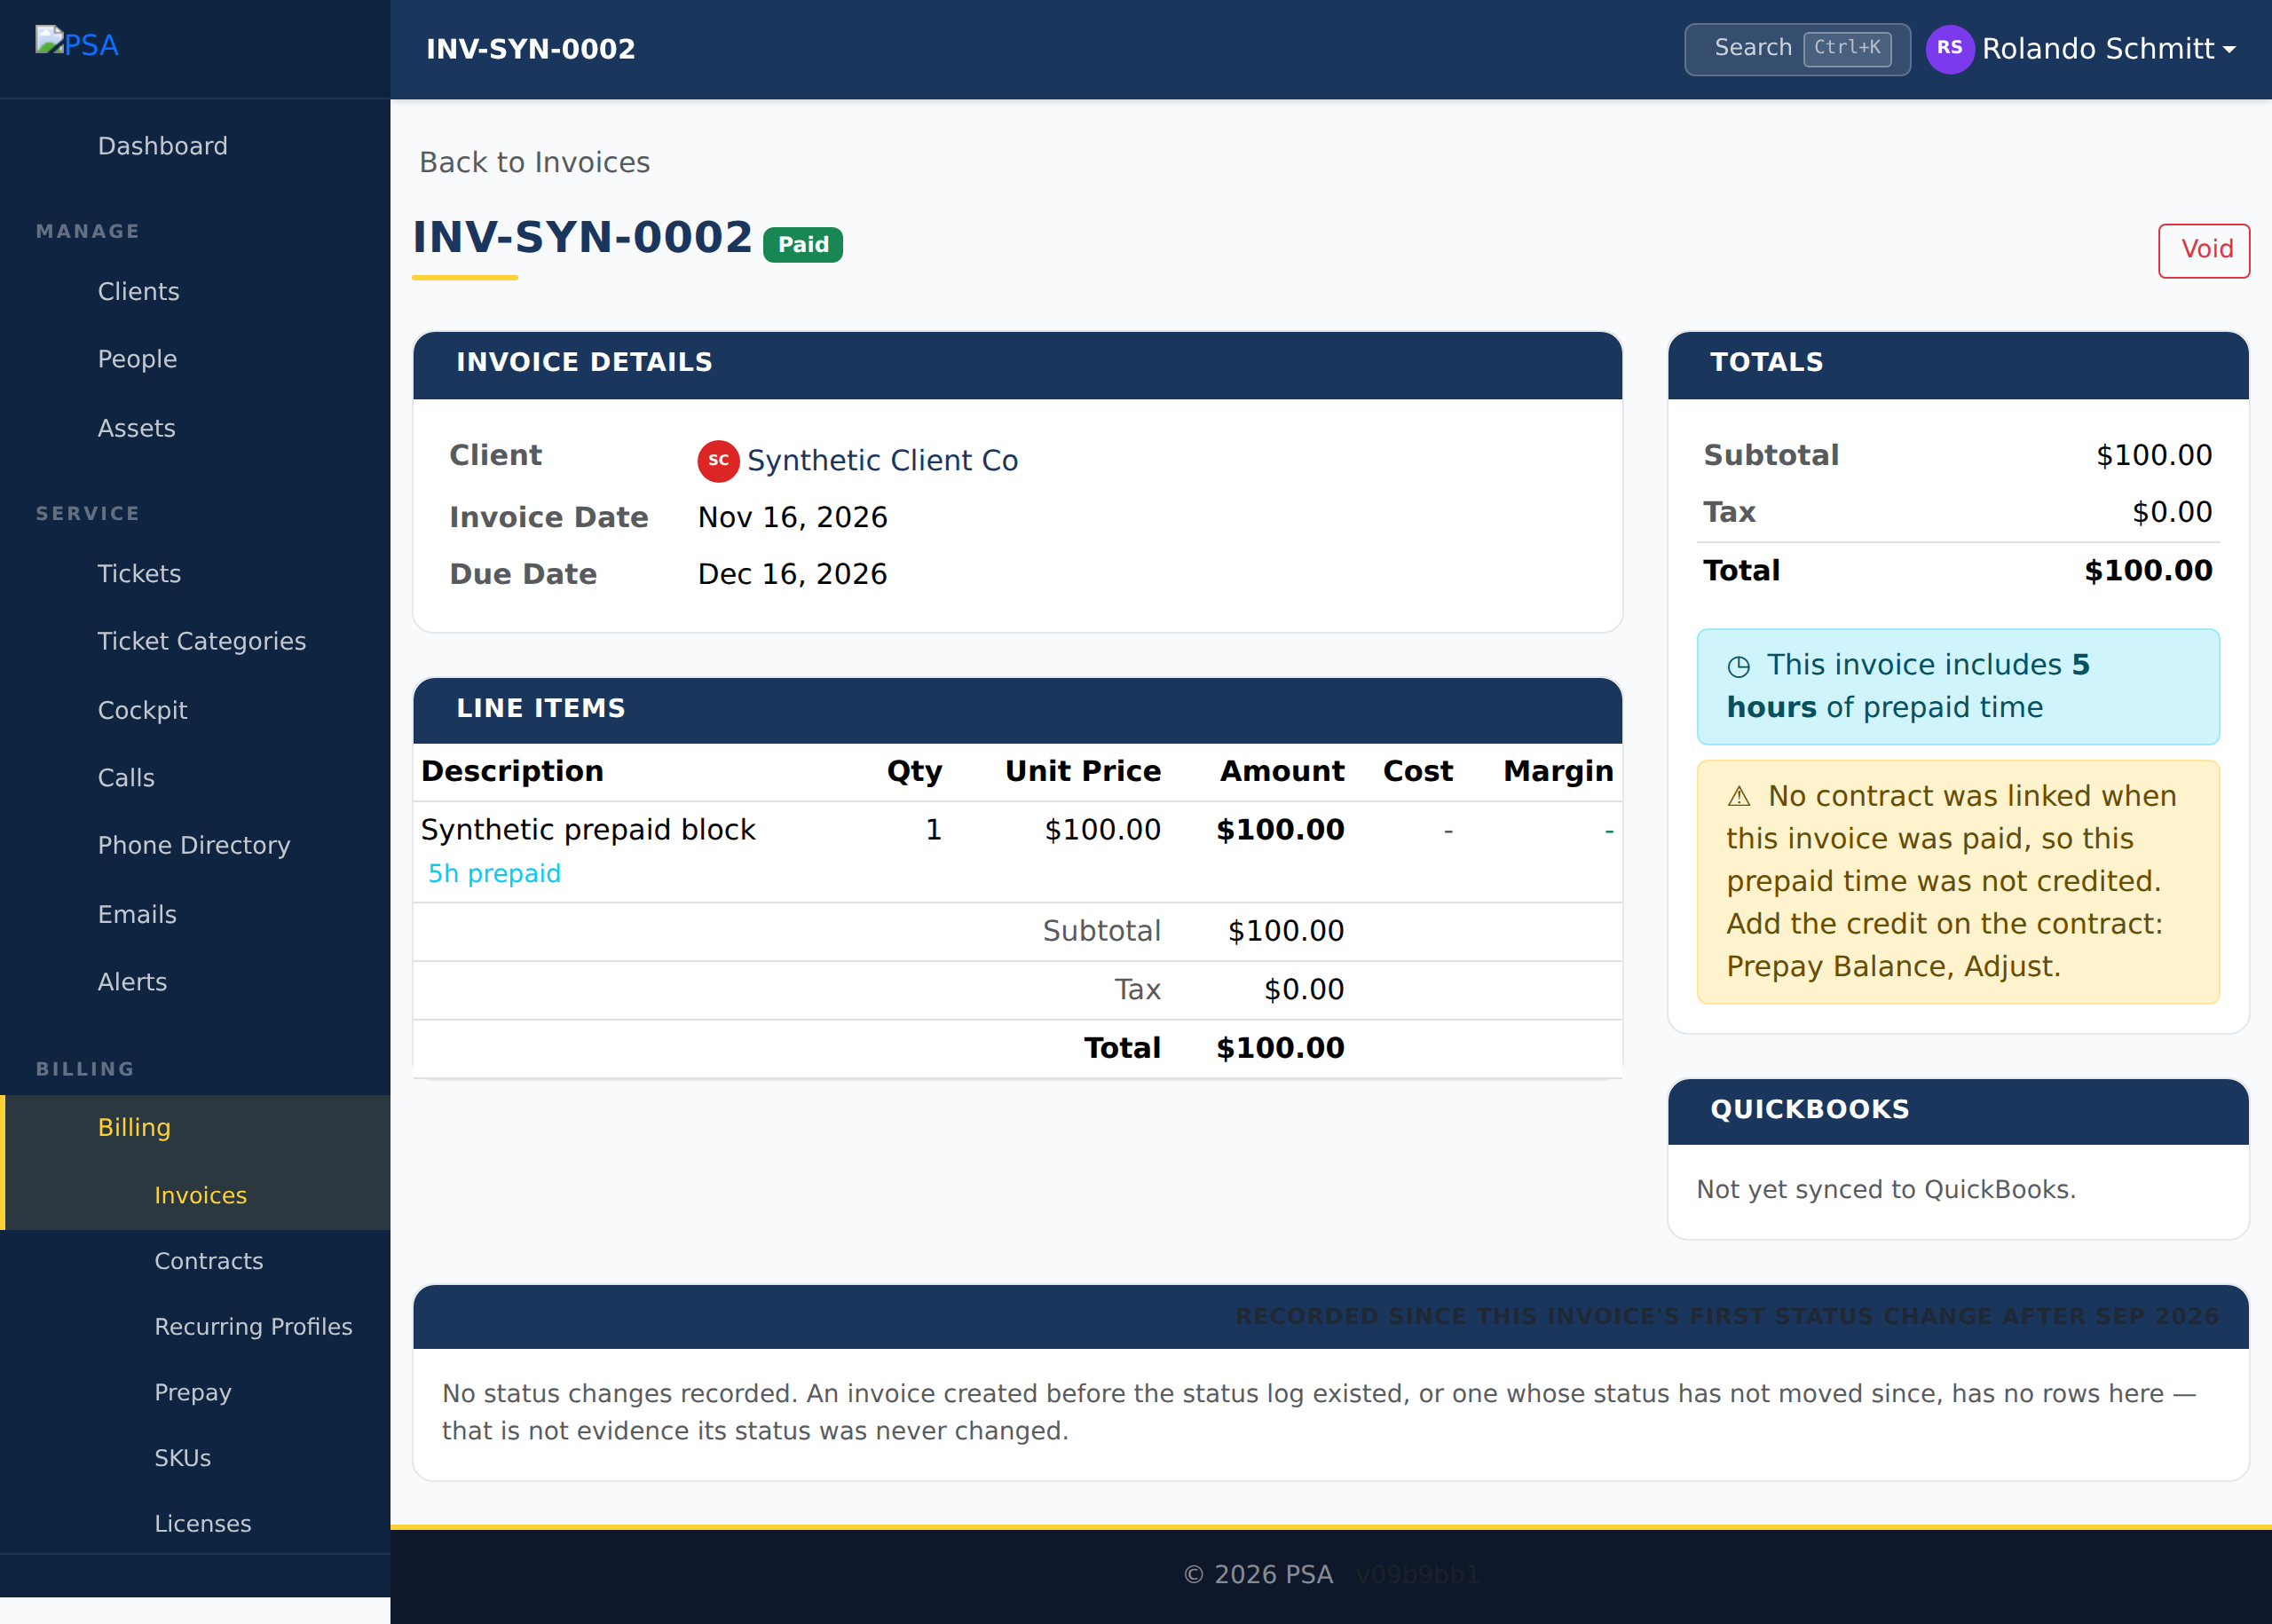 PSA
INV-SYN-0002
Search Ctrl+K
RS Rolando Schmitt
Dashboard
MANAGE
Clients
People
Assets
SERVICE
Tickets
Ticket Categories
Cockpit
Calls
Phone Directory
Emails
Alerts
BILLING
Billing
Invoices
Contracts
Recurring Profiles
Prepay
SKUs
Licenses
Back to Invoices
INV-SYN-0002 Paid
Void
INVOICE DETAILS
Client SC Synthetic Client Co
Invoice Date Nov 16, 2026
Due Date Dec 16, 2026
LINE ITEMS
Description Qty Unit Price Amount Cost Margin
Synthetic prepaid block 1 $100.00 $100.00 - -
5h prepaid
Subtotal $100.00
Tax $0.00
Total $100.00
TOTALS
Subtotal $100.00
Tax $0.00
Total $100.00
◷ This invoice includes 5
hours of prepaid time
⚠ No contract was linked when
this invoice was paid, so this
prepaid time was not credited.
Add the credit on the contract:
Prepay Balance, Adjust.
QUICKBOOKS
Not yet synced to QuickBooks.
RECORDED SINCE THIS INVOICE'S FIRST STATUS CHANGE AFTER SEP 2026
No status changes recorded. An invoice created before the status log existed, or one whose status has not moved since, has no rows here —
that is not evidence its status was never changed.
© 2026 PSA v09b9bb1